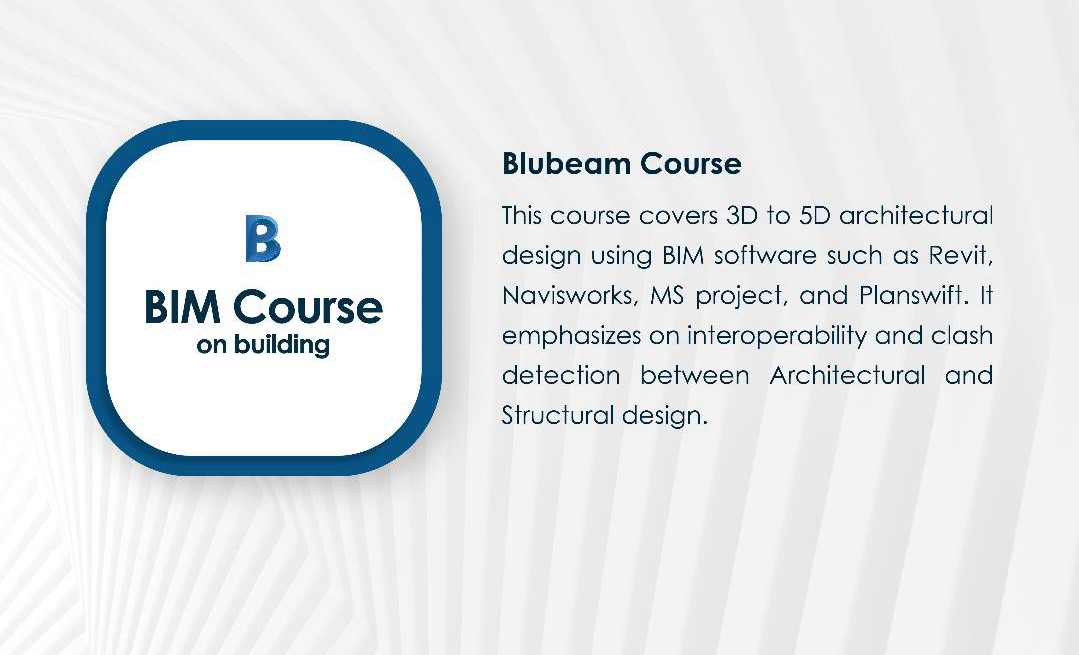 B
BIM Course
on building
Blubeam Course
This course covers 3D to 5D architectural
design using BIM software such as Revit,
Navisworks, MS project, and Planswift. It
emphasizes on interoperability and clash
detection between Architectural and
Structural design.